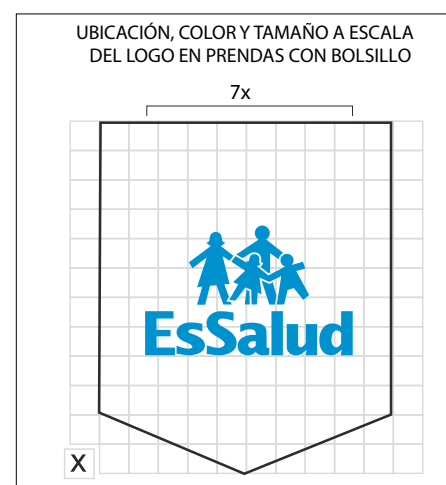 UBICACIÓN, COLOR Y TAMAÑO A ESCALA
DEL LOGO EN PRENDAS CON BOLSILLO
7x
EsSalud
X